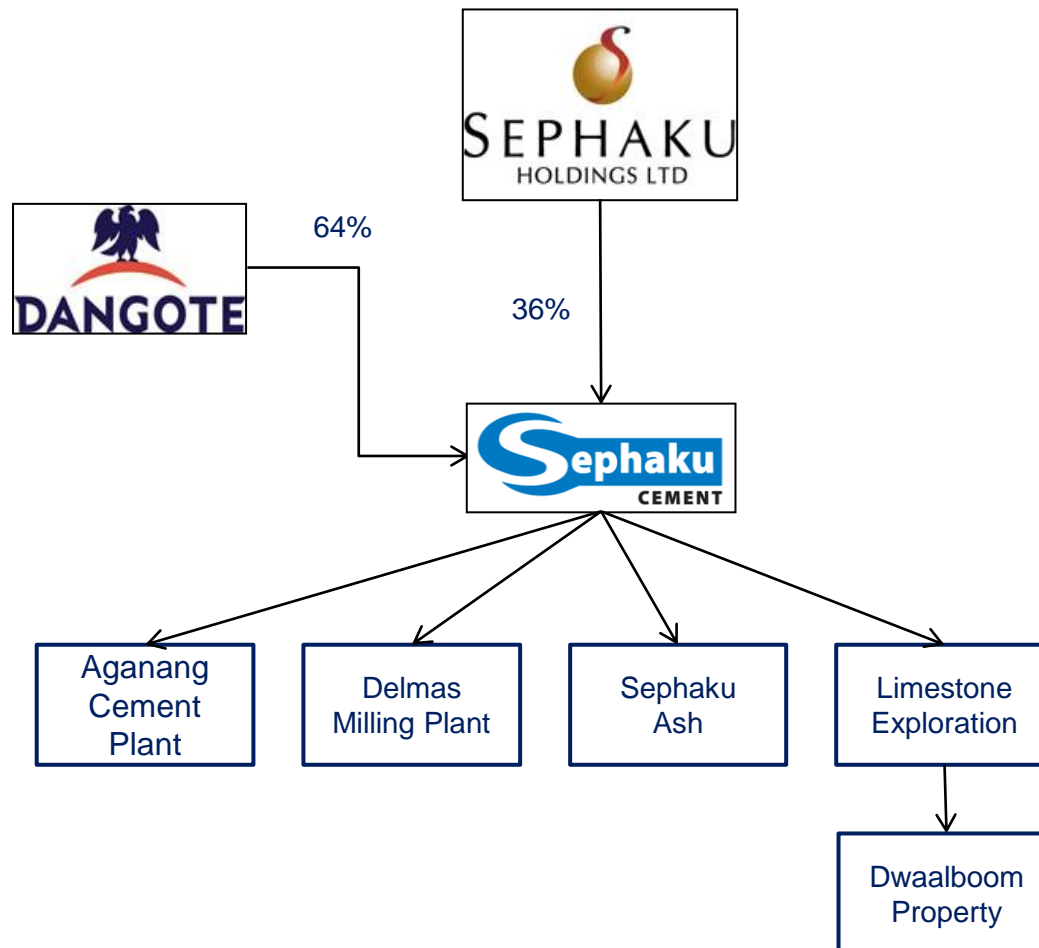 SEPHAKU
HOLDINGS LTD
64%
DANGOTE
36%
Sephaku
CEMENT
Aganang
Cement
Plant
Delmas
Milling Plant
Sephaku
Ash
Limestone
Exploration
Dwaalboom
Property